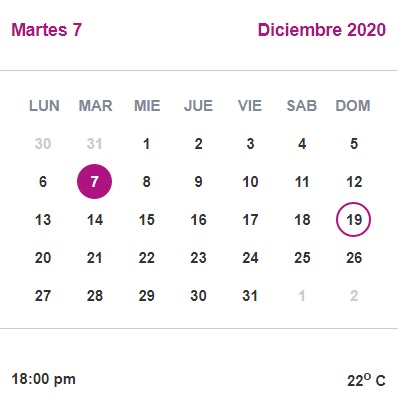 Martes 7 Diciembre 2020
LUN MAR MIE JUE VIE SAB DOM
30 31 1 2 3 4 5
6 7 8 9 10 11 12
13 14 15 16 17 18 19
20 21 22 23 24 25 26
27 28 29 30 31 1 2
18:00 pm 22º C